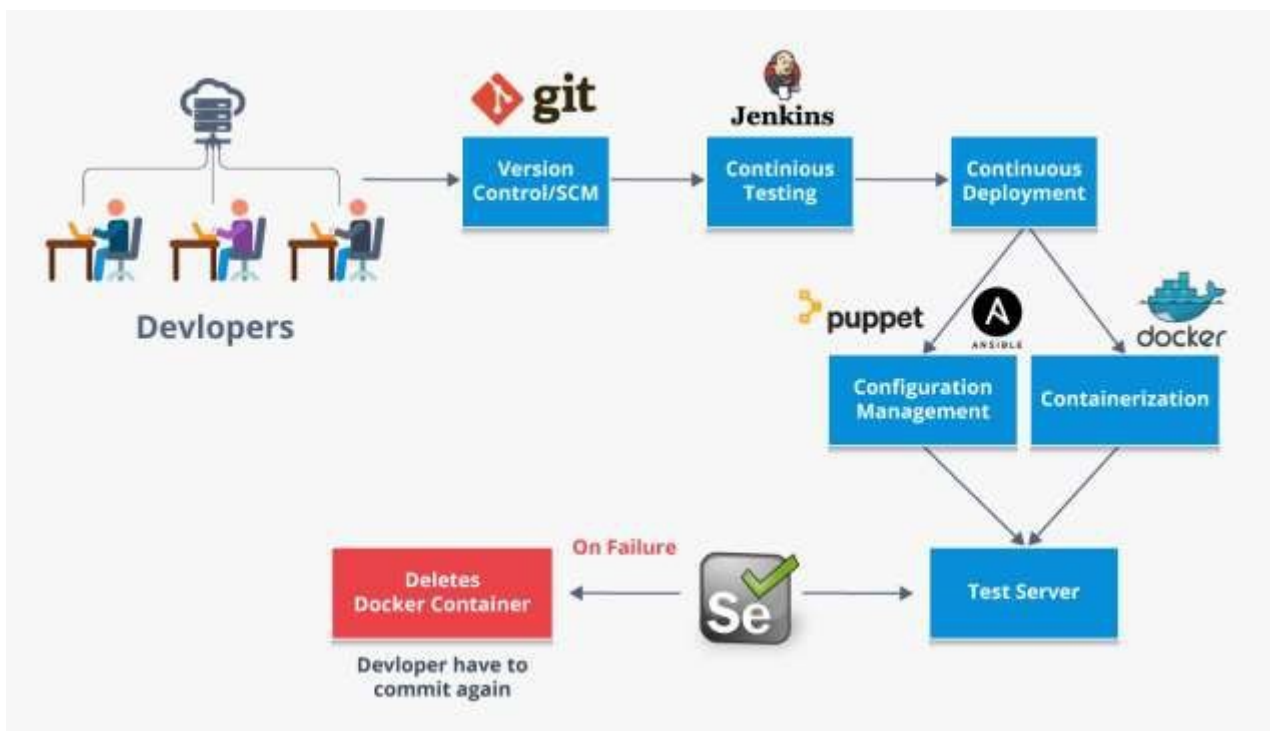 git
Jenkins
Version
Control/SCM
Continious
Testing
Continuous
Deployment
Devlopers
puppet
ANSIBLE
docker
Configuration
Management
Containerization
On Failure
Deletes
Docker Container
Se
Test Server
Devloper have to
commit again